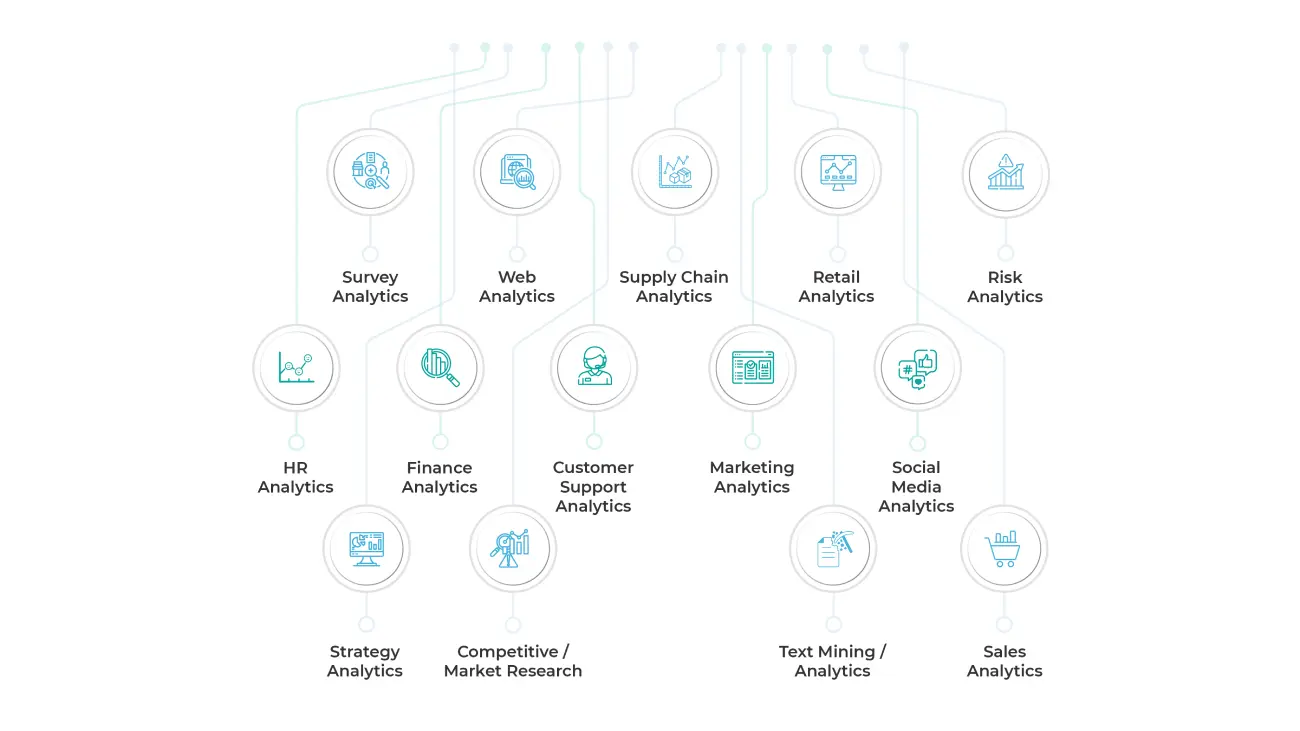 Survey
Analytics
Web
Analytics
Supply Chain
Analytics
Retail
Analytics
Risk
Analytics
HR
Analytics
Finance
Analytics
Customer
Support
Analytics
Marketing
Analytics
Social
Media
Analytics
Strategy
Analytics
Competitive /
Market Research
Text Mining /
Analytics
Sales
Analytics